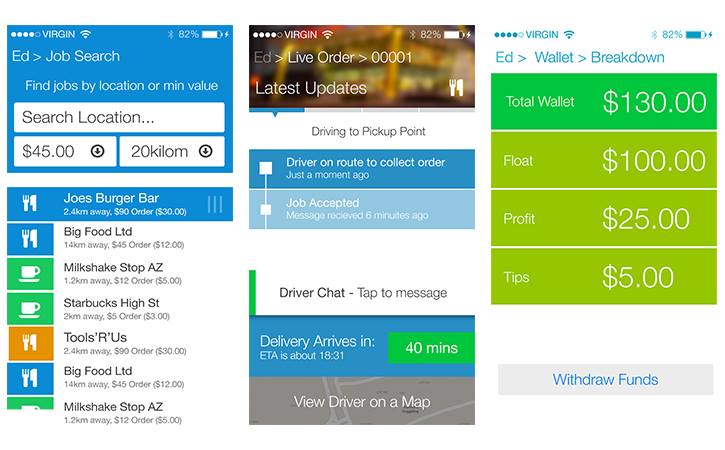 VIRGIN 82%
Ed > Job Search
Find jobs by location or min value
Search Location...
$45.00 20kilom
Joes Burger Bar
2.4km away, $90 Order ($30.00)
Big Food Ltd
14km away, $45 Order ($12.00)
Milkshake Stop AZ
1.2km away, $12 Order ($5.00)
Starbucks High St
2km away, $5 Order ($3.00)
Tools'R'Us
2.4km away, $90 Order ($30.00)
Big Food Ltd
14km away, $45 Order ($12.00)
Milkshake Stop AZ
1.2km away, $12 Order ($5.00)
VIRGIN 82%
Ed > Live Order > 00001
Latest Updates
Driving to Pickup Point
Driver on route to collect order
Just a moment ago
Job Accepted
Message recieved 6 minuites ago
Driver Chat - Tap to message
Delivery Arrives in:
ETA is about 18:31
40 mins
View Driver on a Map
VIRGIN 82%
Ed > Wallet > Breakdown
Total Wallet $130.00
Float $100.00
Profit $25.00
Tips $5.00
Withdraw Funds